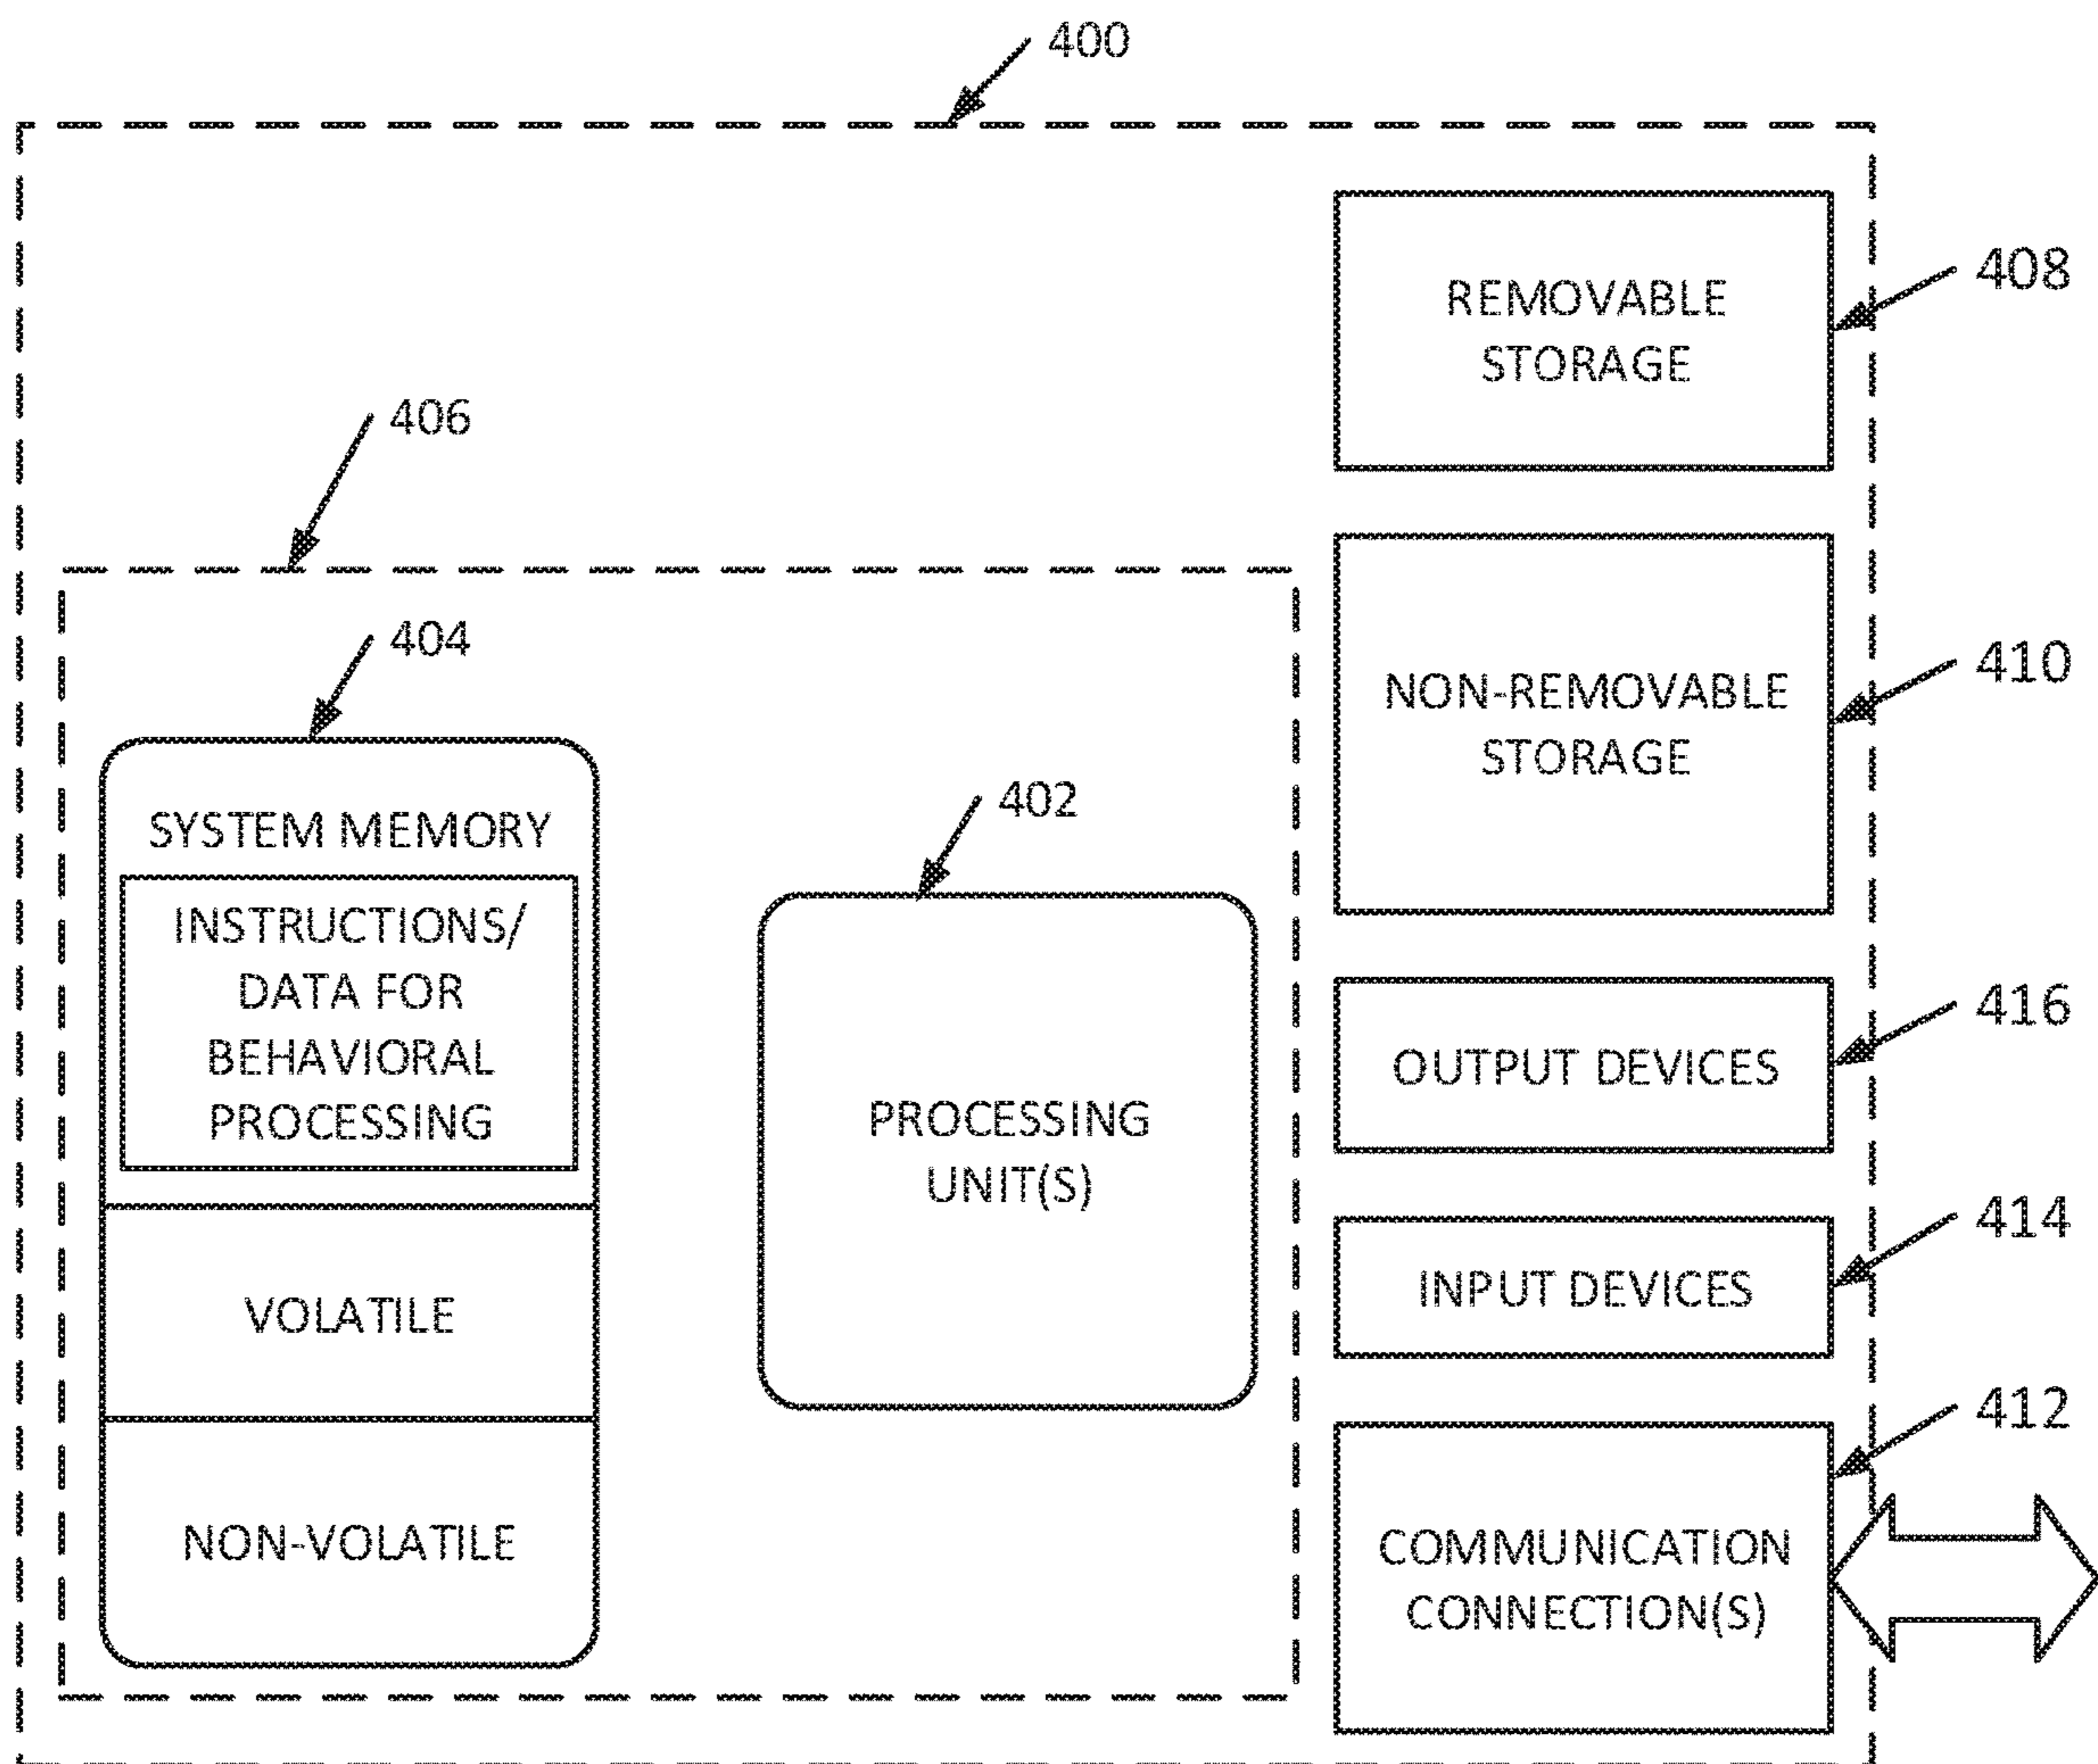 400
REMOVABLE
STORAGE
408
406
NON-REMOVABLE
STORAGE
410
404
SYSTEM MEMORY
INSTRUCTIONS/
DATA FOR
BEHAVIORAL
PROCESSING
VOLATILE
NON-VOLATILE
402
PROCESSING
UNIT(S)
OUTPUT DEVICES
416
INPUT DEVICES
414
412
COMMUNICATION
CONNECTION(S)